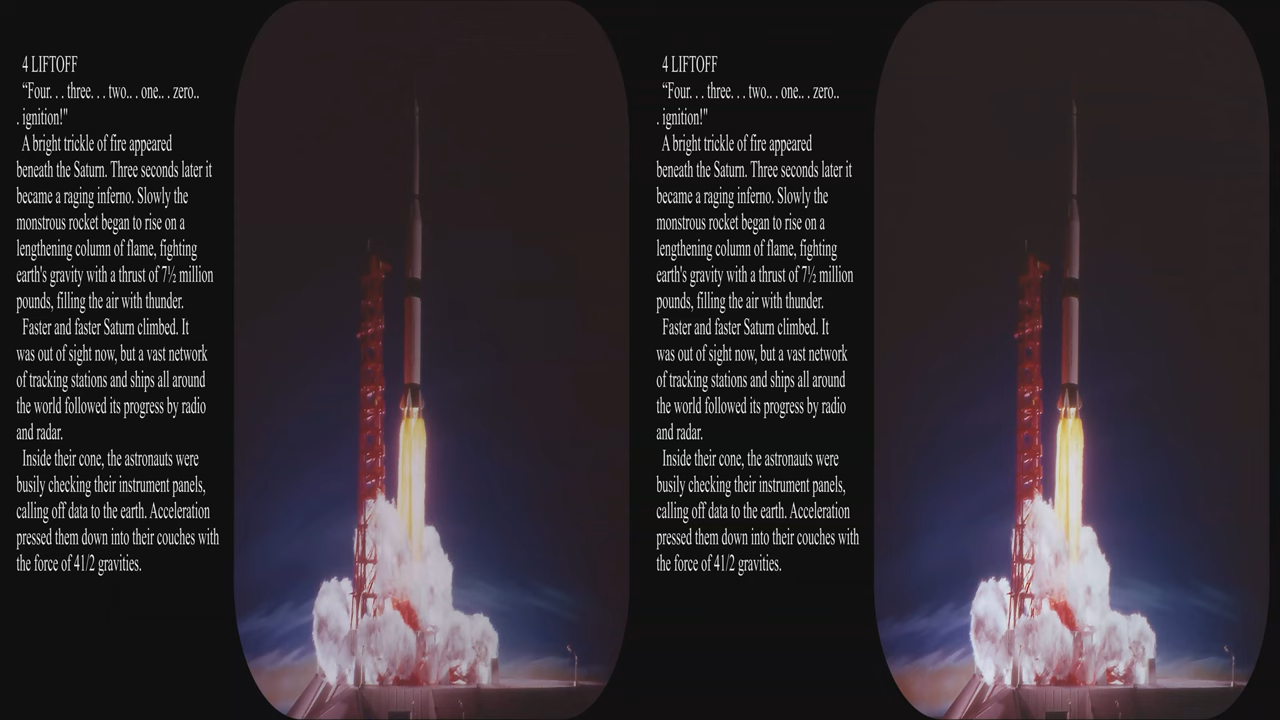 4 LIFTOFF
“Four. . . three. . . two.. . one.. . zero..
. ignition!"
A bright trickle of fire appeared
beneath the Saturn. Three seconds later it
became a raging inferno. Slowly the
monstrous rocket began to rise on a
lengthening column of flame, fighting
earth's gravity with a thrust of 7½ million
pounds, filling the air with thunder.
Faster and faster Saturn climbed. It
was out of sight now, but a vast network
of tracking stations and ships all around
the world followed its progress by radio
and radar.
Inside their cone, the astronauts were
busily checking their instrument panels,
calling off data to the earth. Acceleration
pressed them down into their couches with
the force of 41/2 gravities.
4 LIFTOFF
“Four. . . three. . . two.. . one.. . zero..
. ignition!"
A bright trickle of fire appeared
beneath the Saturn. Three seconds later it
became a raging inferno. Slowly the
monstrous rocket began to rise on a
lengthening column of flame, fighting
earth's gravity with a thrust of 7½ million
pounds, filling the air with thunder.
Faster and faster Saturn climbed. It
was out of sight now, but a vast network
of tracking stations and ships all around
the world followed its progress by radio
and radar.
Inside their cone, the astronauts were
busily checking their instrument panels,
calling off data to the earth. Acceleration
pressed them down into their couches with
the force of 41/2 gravities.